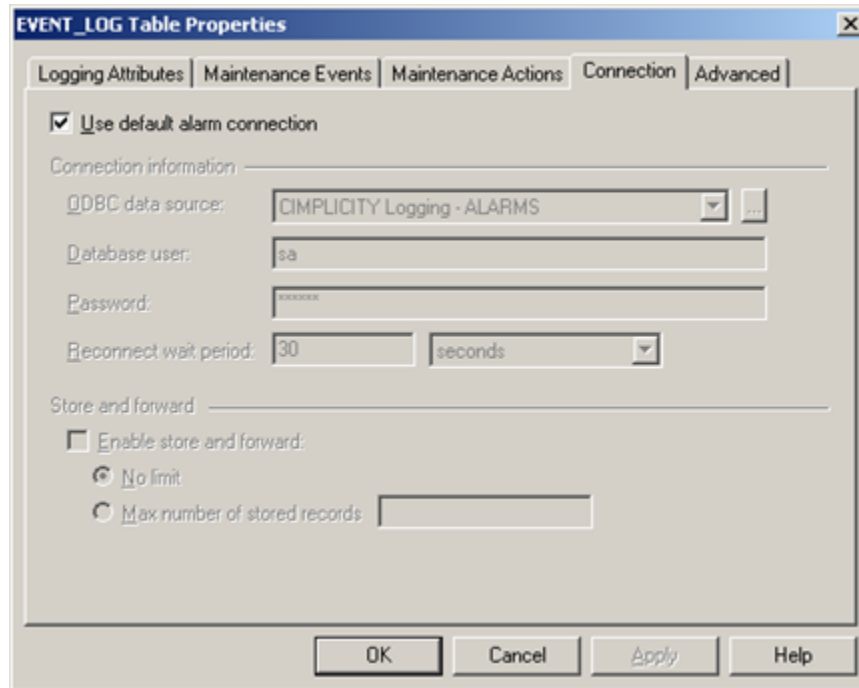 EVENT_LOG Table Properties
Logging Attributes Maintenance Events Maintenance Actions Connection Advanced
Use default alarm connection
Connection information
ODBC data source: CIMPLICITY Logging - ALARMS ...
Database user: sa
Password: ******
Reconnect wait period: 30 seconds
Store and forward
Enable store and forward:
No limit
Max number of stored records
OK Cancel Apply Help